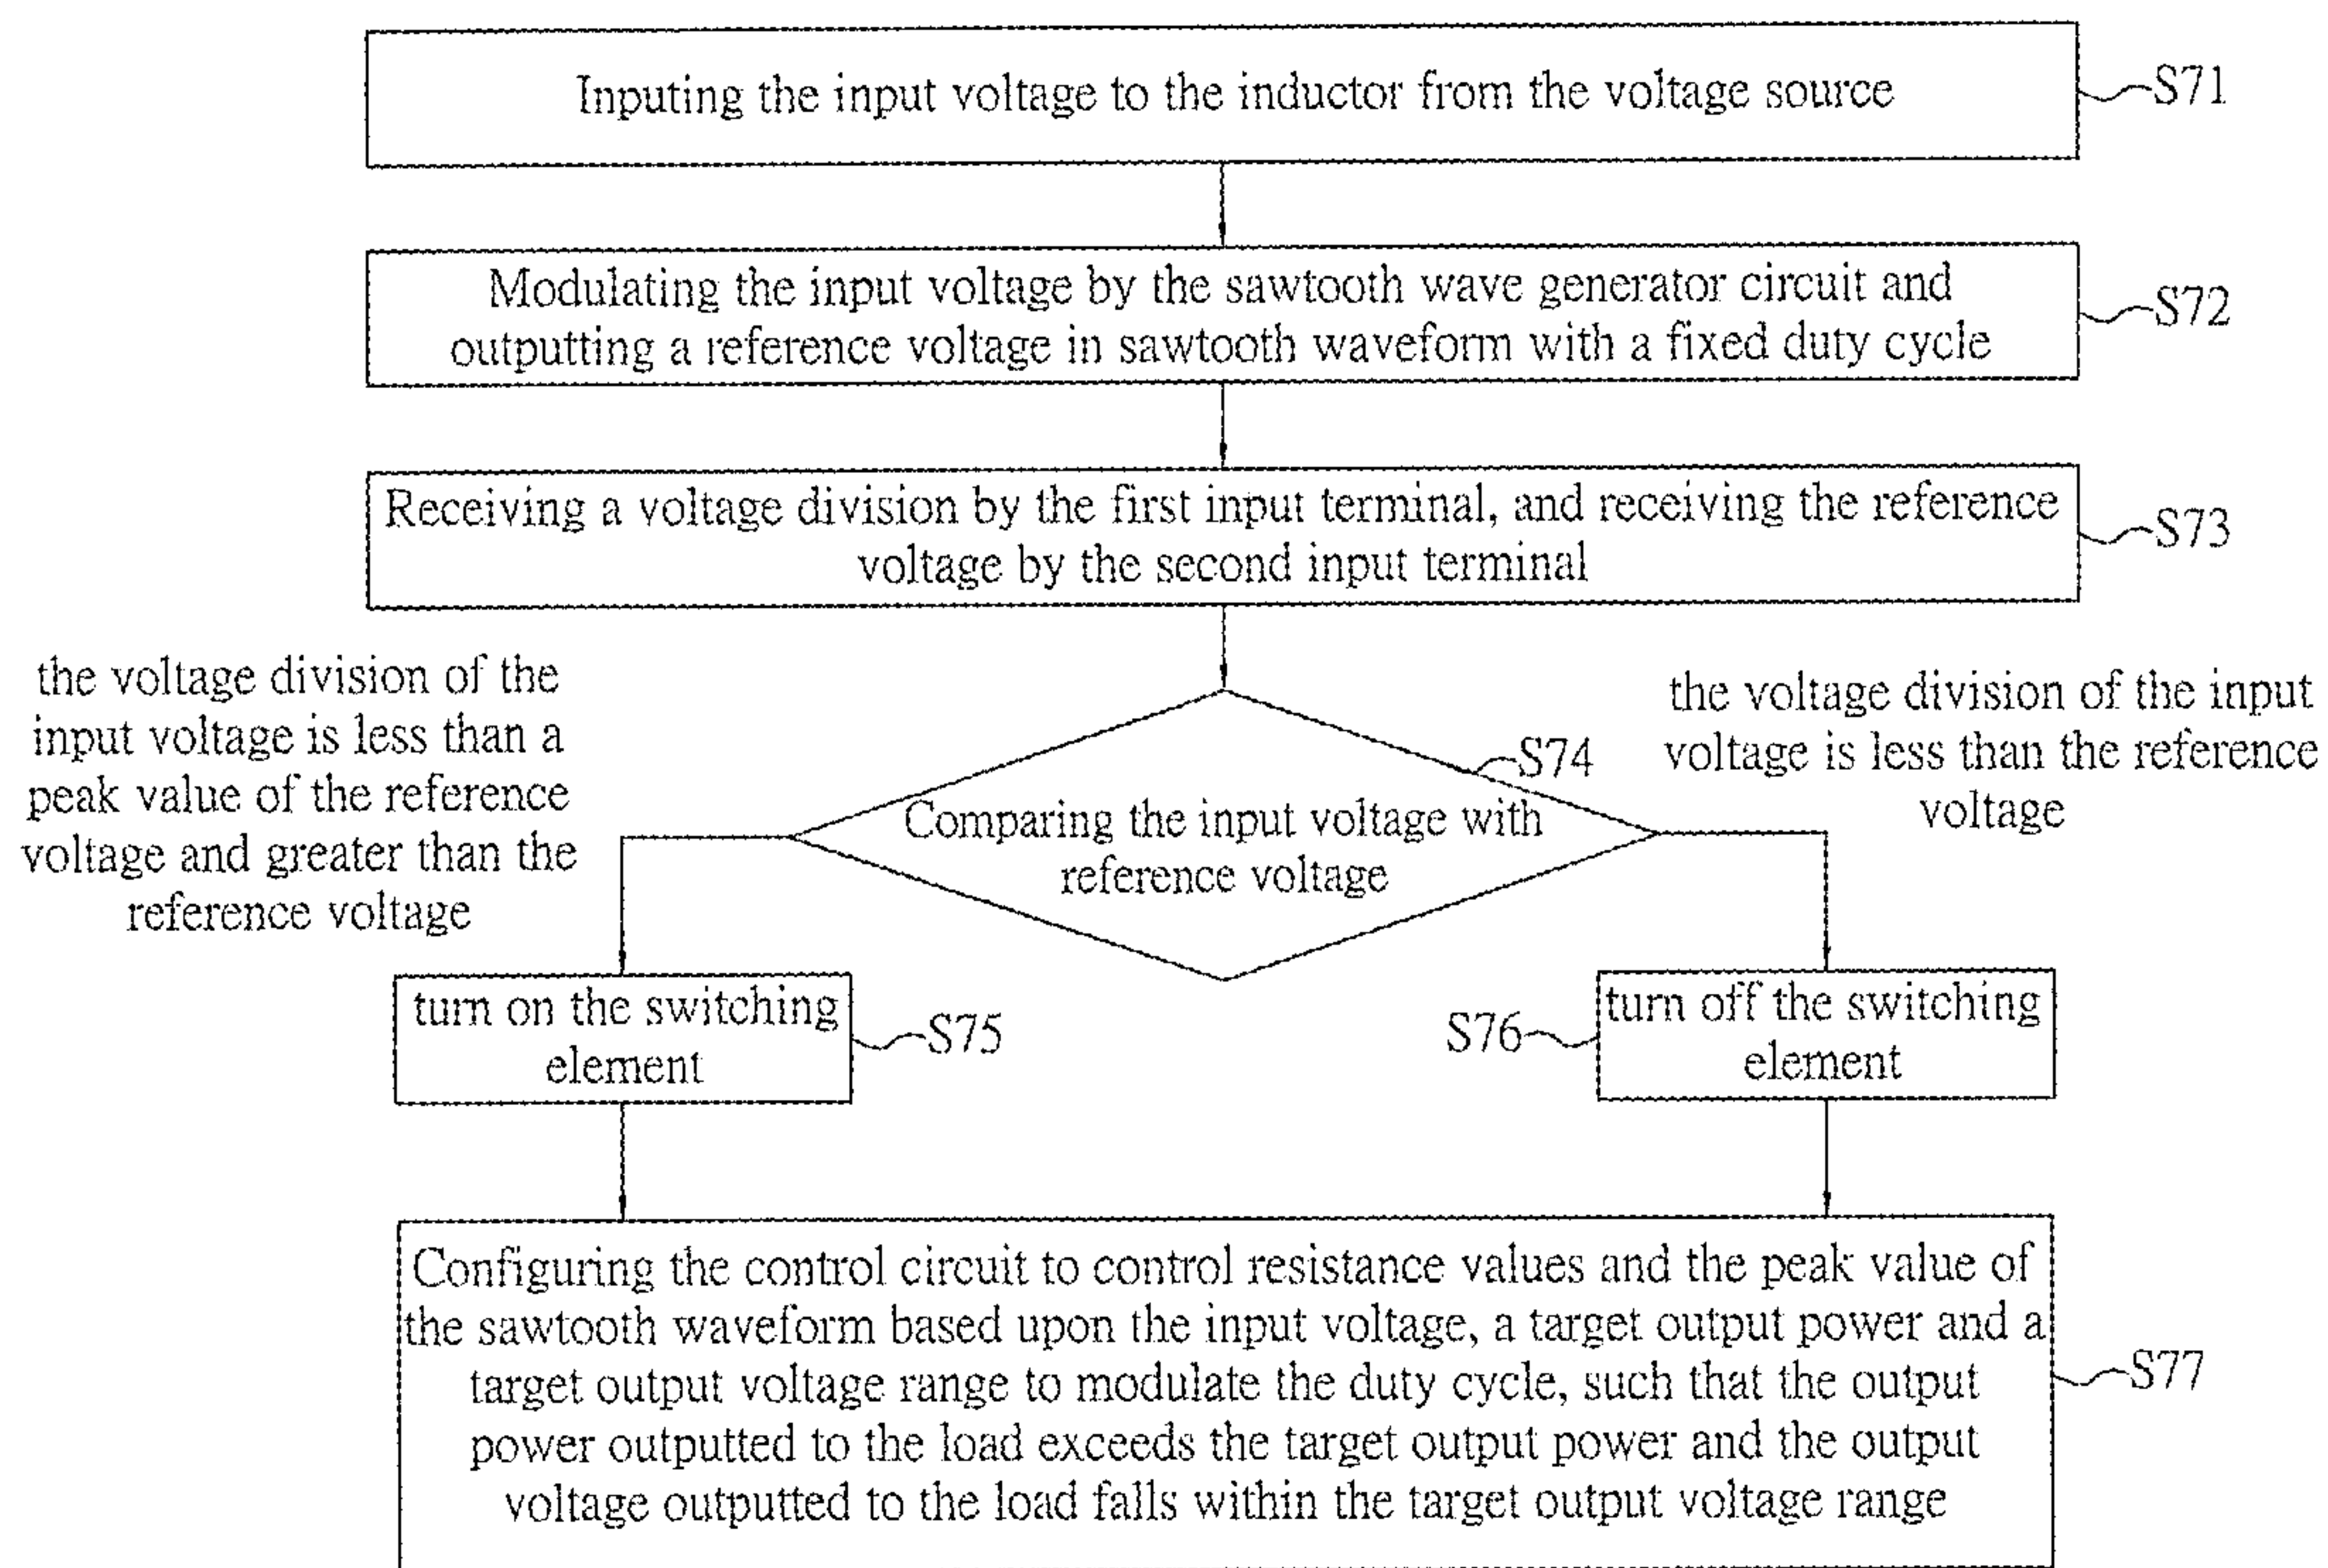 Inputing the input voltage to the inductor from the voltage source
S71
Modulating the input voltage by the sawtooth wave generator circuit and
outputting a reference voltage in sawtooth waveform with a fixed duty cycle
S72
Receiving a voltage division by the first input terminal, and receiving the reference
voltage by the second input terminal
S73
the voltage division of the
input voltage is less than a
peak value of the reference
voltage and greater than the
reference voltage
the voltage division of the input
voltage is less than the reference
voltage
S74
Comparing the input voltage with
reference voltage
turn on the switching
element
S75
S76
turn off the switching
element
Configuring the control circuit to control resistance values and the peak value of
the sawtooth waveform based upon the input voltage, a target output power and a
target output voltage range to modulate the duty cycle, such that the output
power outputted to the load exceeds the target output power and the output
voltage outputted to the load falls within the target output voltage range
S77